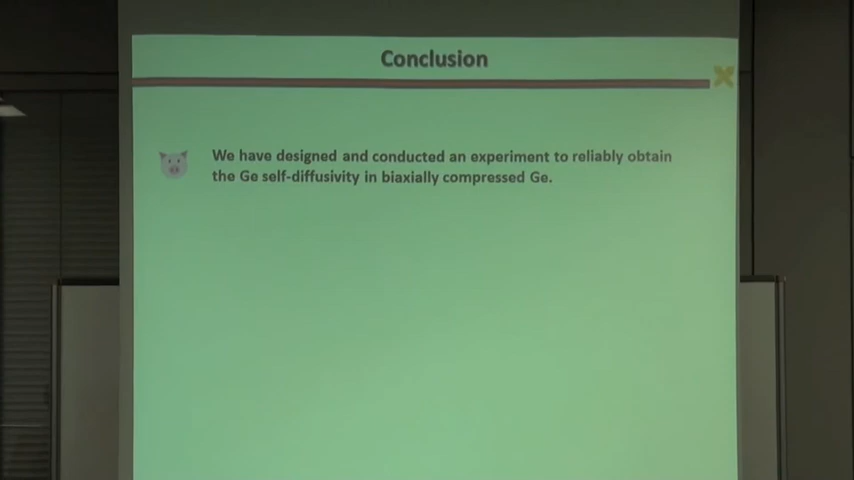 Conclusion
We have designed and conducted an experiment to reliably obtain
the Ge self-diffusivity in biaxially compressed Ge.